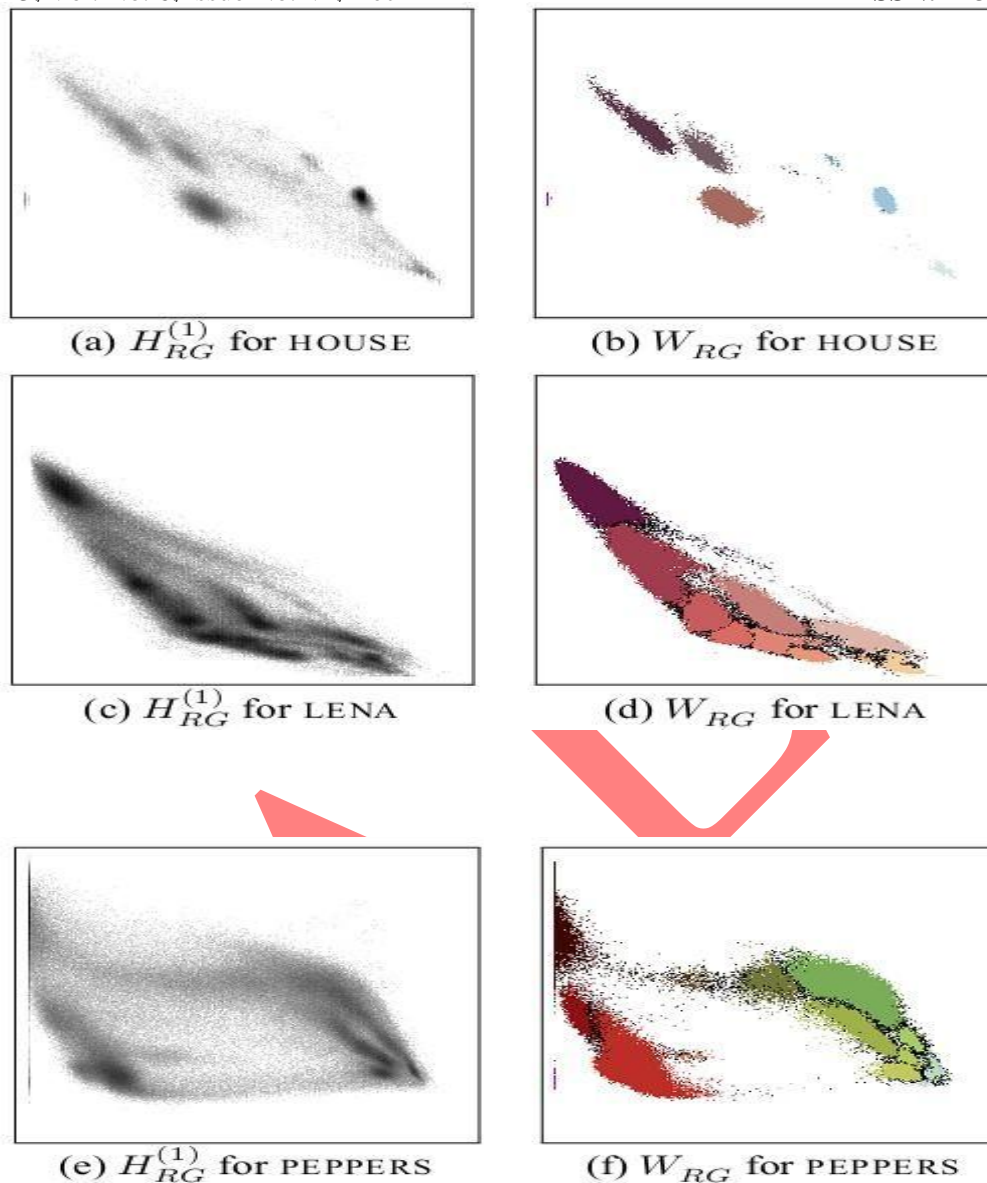 (a) $H_{RG}^{(1)}$ for HOUSE
(b) $W_{RG}$ for HOUSE
(c) $H_{RG}^{(1)}$ for LENA
(d) $W_{RG}$ for LENA
(e) $H_{RG}^{(1)}$ for PEPPERS
(f) $W_{RG}$ for PEPPERS